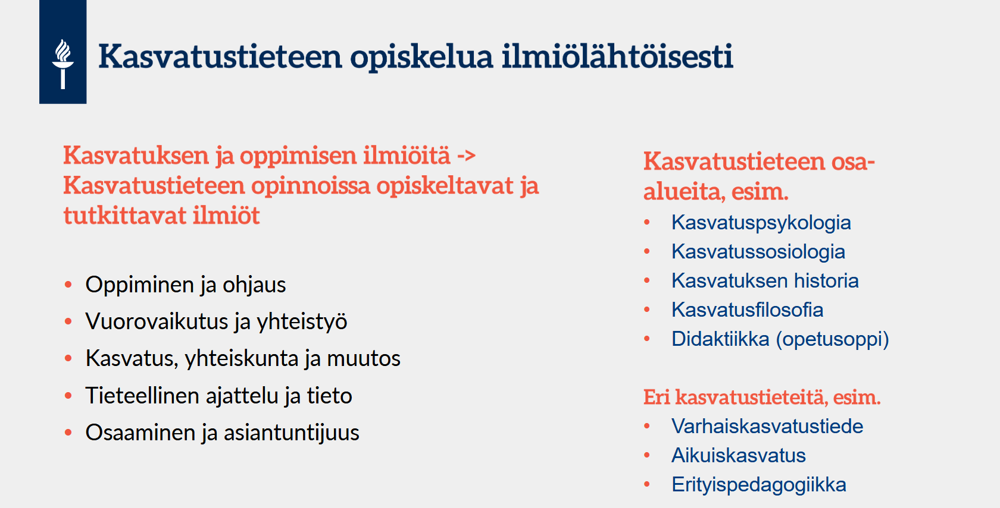 Kasvatustieteen opiskelua ilmiölähtöisesti
Kasvatuksen ja oppimisen ilmiöitä ->
Kasvatustieteen opinnoissa opiskeltavat ja
tutkittavat ilmiöt
• Oppiminen ja ohjaus
• Vuorovaikutus ja yhteistyö
• Kasvatus, yhteiskunta ja muutos
• Tieteellinen ajattelu ja tieto
• Osaaminen ja asiantuntijuus
Kasvatustieteen osa-
alueita, esim.
• Kasvatuspsykologia
• Kasvatussosiologia
• Kasvatuksen historia
• Kasvatusfilosofia
• Didaktiikka (opetusoppi)
Eri kasvatustieteitä, esim.
• Varhaiskasvatustiede
• Aikuiskasvatus
• Erityispedagogiikka